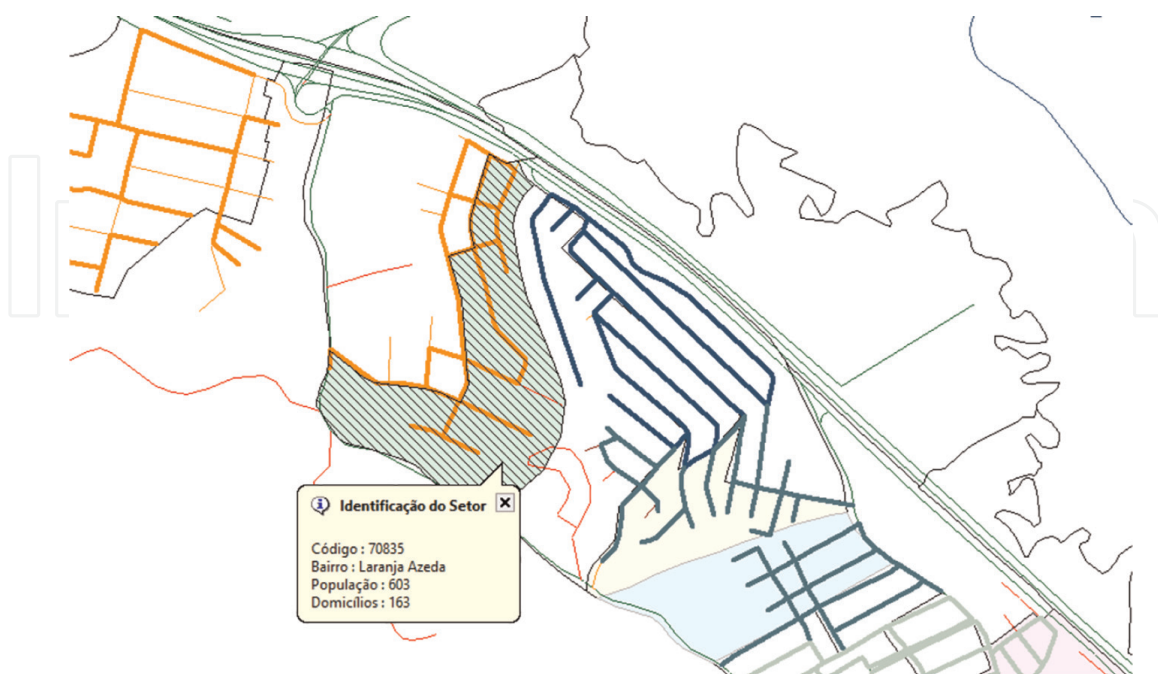 Identificação do Setor
Código : 70835
Bairro : Laranja Azeda
População : 603
Domicílios : 163